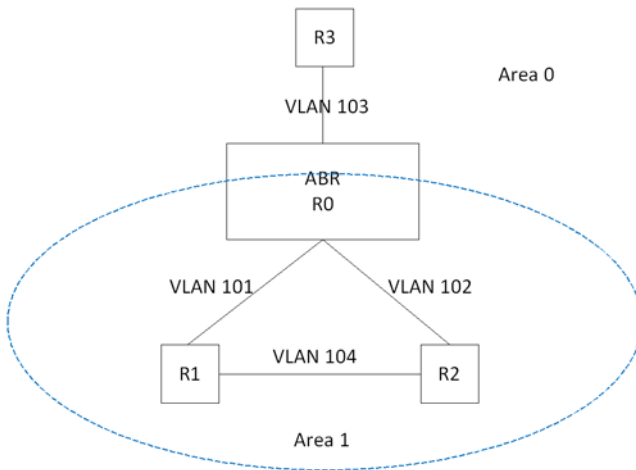 R3
Area 0
VLAN 103
ABR
R0
VLAN 101
VLAN 102
VLAN 104
R1
R2
Area 1